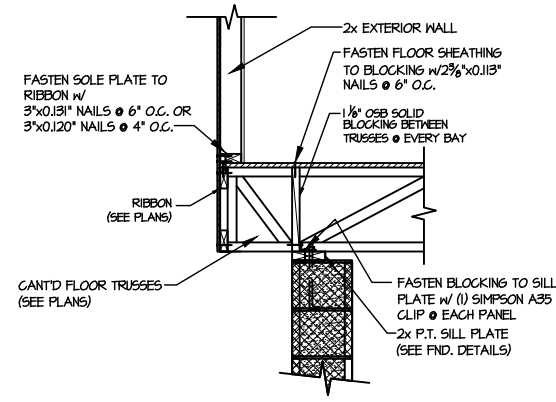 2x EXTERIOR WALL
FASTEN FLOOR SHEATHING
TO BLOCKING w/2⅜"x0.113"
NAILS @ 6" O.C.
FASTEN SOLE PLATE TO
RIBBON w/
3"x0.131" NAILS @ 6" O.C. OR
3"x0.120" NAILS @ 4" O.C.
1 ⅛" OSB SOLID
BLOCKING BETWEEN
TRUSSES @ EVERY BAY
RIBBON
(SEE PLANS)
CANT'D FLOOR TRUSSES
(SEE PLANS)
FASTEN BLOCKING TO SILL
PLATE w/ (1) SIMPSON A35
CLIP @ EACH PANEL
2x P.T. SILL PLATE
(SEE FND. DETAILS)